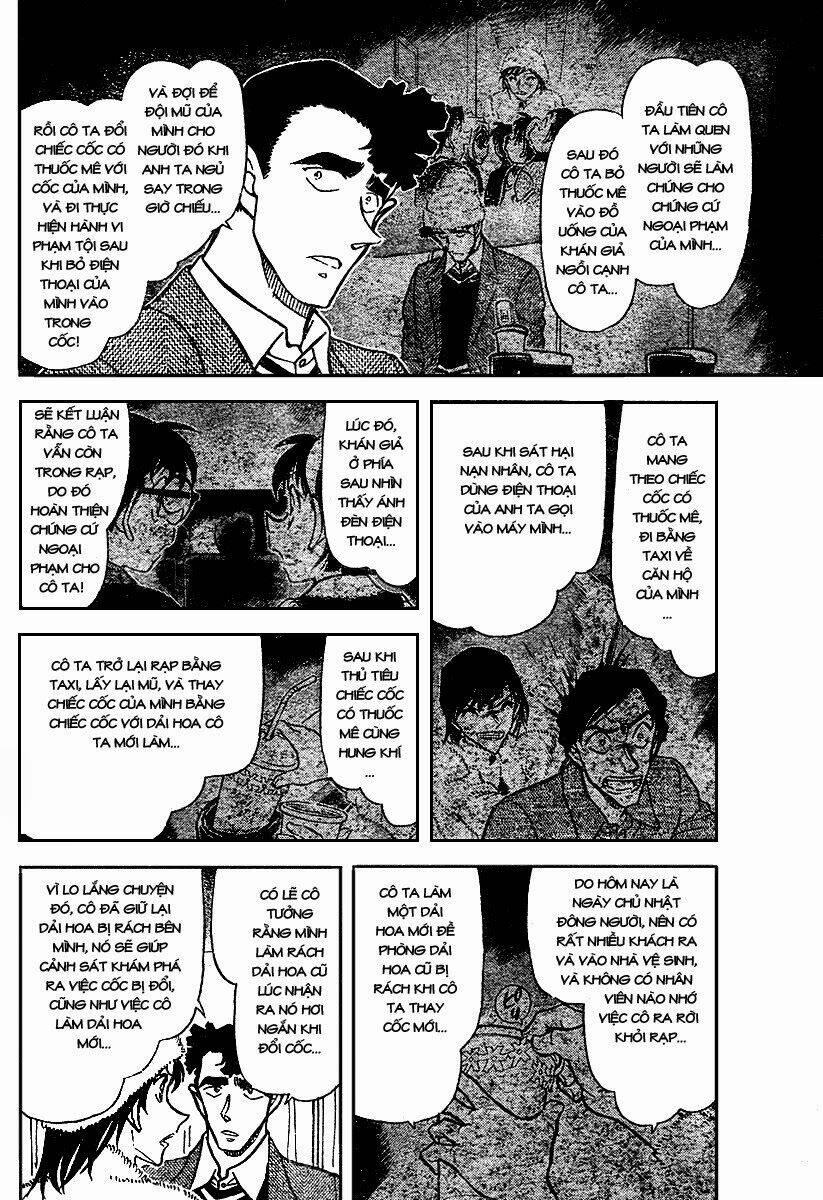 ĐẦU TIÊN CÔ
TA LÀM QUEN
VỚI NHỮNG
NGƯỜI SẼ LÀM
CHỨNG CHO
CHỨNG CỨ
NGOẠI PHẠM
CỦA MÌNH...
SAU ĐÓ
CÔ TA BỎ
THUỐC MÊ
VÀO ĐỒ
UỐNG CỦA
KHÁN GIẢ
NGỒI CẠNH
CÔ TA...
VÀ ĐỢI ĐỂ
ĐỘI MŨ CỦA
MÌNH CHO
NGƯỜI ĐÓ KHI
ANH TA NGỦ
SAY TRONG
GIỜ CHIẾU...
RỒI CÔ TA ĐỔI
CHIẾC CỐC CÓ
THUỐC MÊ VỚI
CỐC CỦA MÌNH,
VÀ ĐI THỰC
HIỆN HÀNH VI
PHẠM TỘI SAU
KHI BỎ ĐIỆN
THOẠI CỦA
MÌNH VÀO
TRONG
CỐC!
CÔ TA
MANG
THEO CHIẾC
CỐC CÓ
THUỐC MÊ,
ĐI BẰNG
TAXI VỀ
CĂN HỘ
CỦA MÌNH
...
SAU KHI SÁT HẠI
NẠN NHÂN, CÔ TA
DÙNG ĐIỆN THOẠI
CỦA ANH TA GỌI
VÀO MÁY MÌNH...
LÚC ĐÓ,
KHÁN GIẢ
Ở PHÍA
SAU NHÌN
THẤY ÁNH
ĐÈN ĐIỆN
THOẠI...
SẼ KẾT LUẬN
RẰNG CÔ TA
VẪN CÒN
TRONG RẠP,
DO ĐÓ
HOÀN THIỆN
CHỨNG CỨ
NGOẠI
PHẠM CHO
CÔ TA!
SAU KHI
THỦ TIÊU
CHIẾC CỐC
CÓ THUỐC
MÊ CÙNG
HUNG KHÍ
...
CÔ TA TRỞ LẠI RẠP BẰNG
TAXI, LẤY LẠI MŨ, VÀ THAY
CHIẾC CỐC CỦA MÌNH BẰNG
CHIẾC CỐC VỚI DẢI HOA CÔ
TA MỚI LÀM...
DO HÔM NAY LÀ
NGÀY CHỦ NHẬT
ĐÔNG NGƯỜI, NÊN CÓ
RẤT NHIỀU KHÁCH RA
VÀ VÀO NHÀ VỆ SINH,
VÀ KHÔNG CÓ NHÂN
VIÊN NÀO NHỚ
VIỆC CÔ RA RỜI
KHỎI RẠP...
CÔ TA LÀM
MỘT DẢI
HOA MỚI ĐỀ
PHÒNG DẢI
HOA CŨ BỊ
RÁCH KHI CÔ
TA THAY
CỐC MỚI...
CÓ LẼ CÔ
TƯỞNG
RẰNG MÌNH
LÀM RÁCH
DẢI HOA CŨ
LÚC NHẬN
RA NÓ HƠI
NGẮN KHI
ĐỔI CỐC...
VÌ LO LẮNG CHUYỆN
ĐÓ, CÔ ĐÃ GIỮ LẠI
DẢI HOA BỊ RÁCH BÊN
MÌNH, NÓ SẼ GIÚP
CẢNH SÁT KHÁM PHÁ
RA VIỆC CỐC BỊ ĐỔI,
CŨNG NHƯ VIỆC CÔ
LÀM DẢI HOA
MỚI...